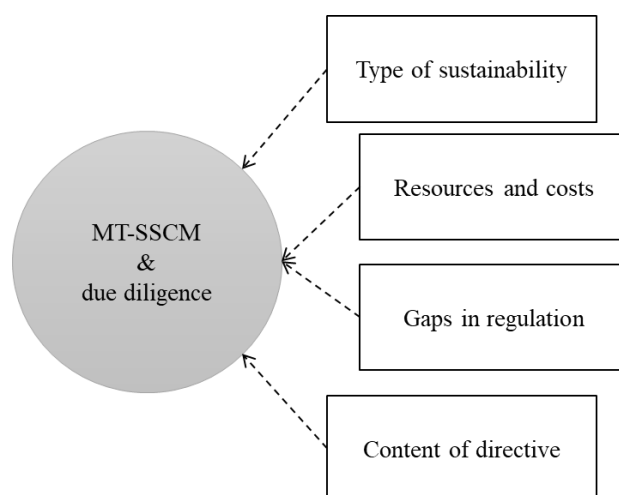 Type of sustainability
MT-SSCM
&
due diligence
Resources and costs
Gaps in regulation
Content of directive